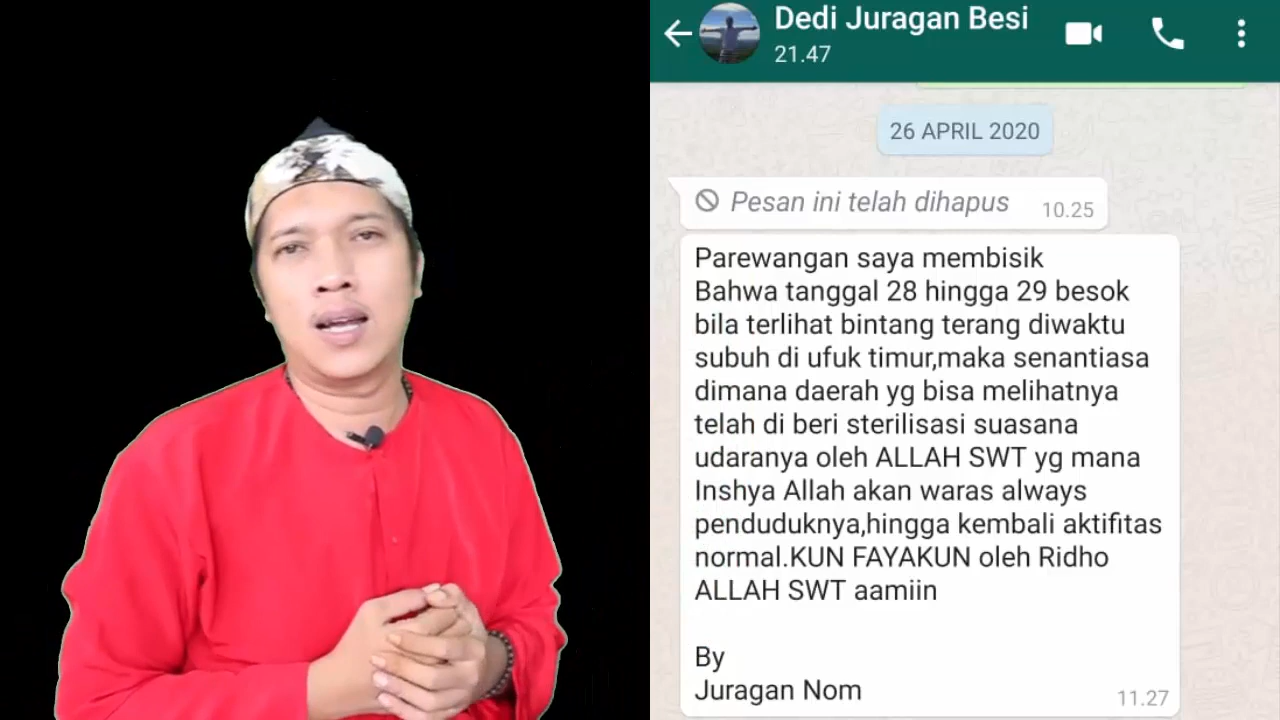 Dedi Juragan Besi
21.47
26 APRIL 2020
Pesan ini telah dihapus 10.25
Parewangan saya membisik
Bahwa tanggal 28 hingga 29 besok
bila terlihat bintang terang diwaktu
subuh di ufuk timur,maka senantiasa
dimana daerah yg bisa melihatnya
telah di beri sterilisasi suasana
udaranya oleh ALLAH SWT yg mana
Inshya Allah akan waras always
penduduknya,hingga kembali aktifitas
normal.KUN FAYAKUN oleh Ridho
ALLAH SWT aamiin
By
Juragan Nom
11.27